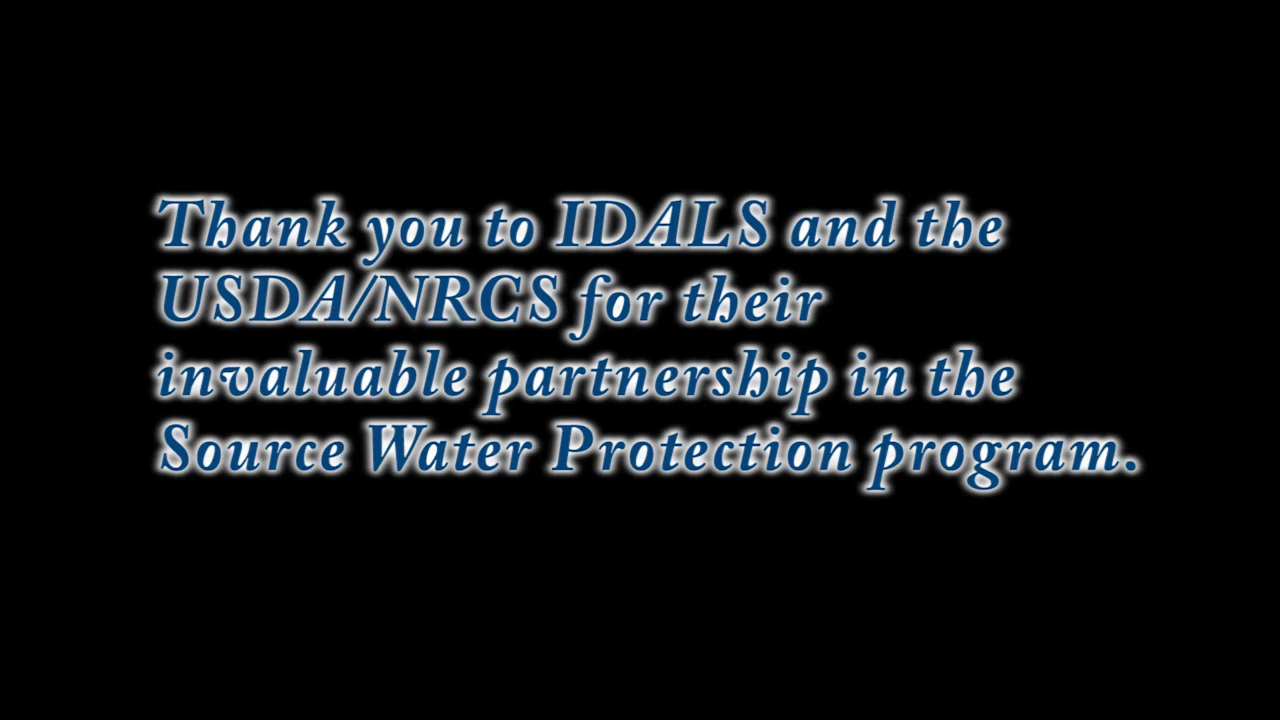 Thank you to IDALS and the
USDA/NRCS for their
invaluable partnership in the
Source Water Protection program.